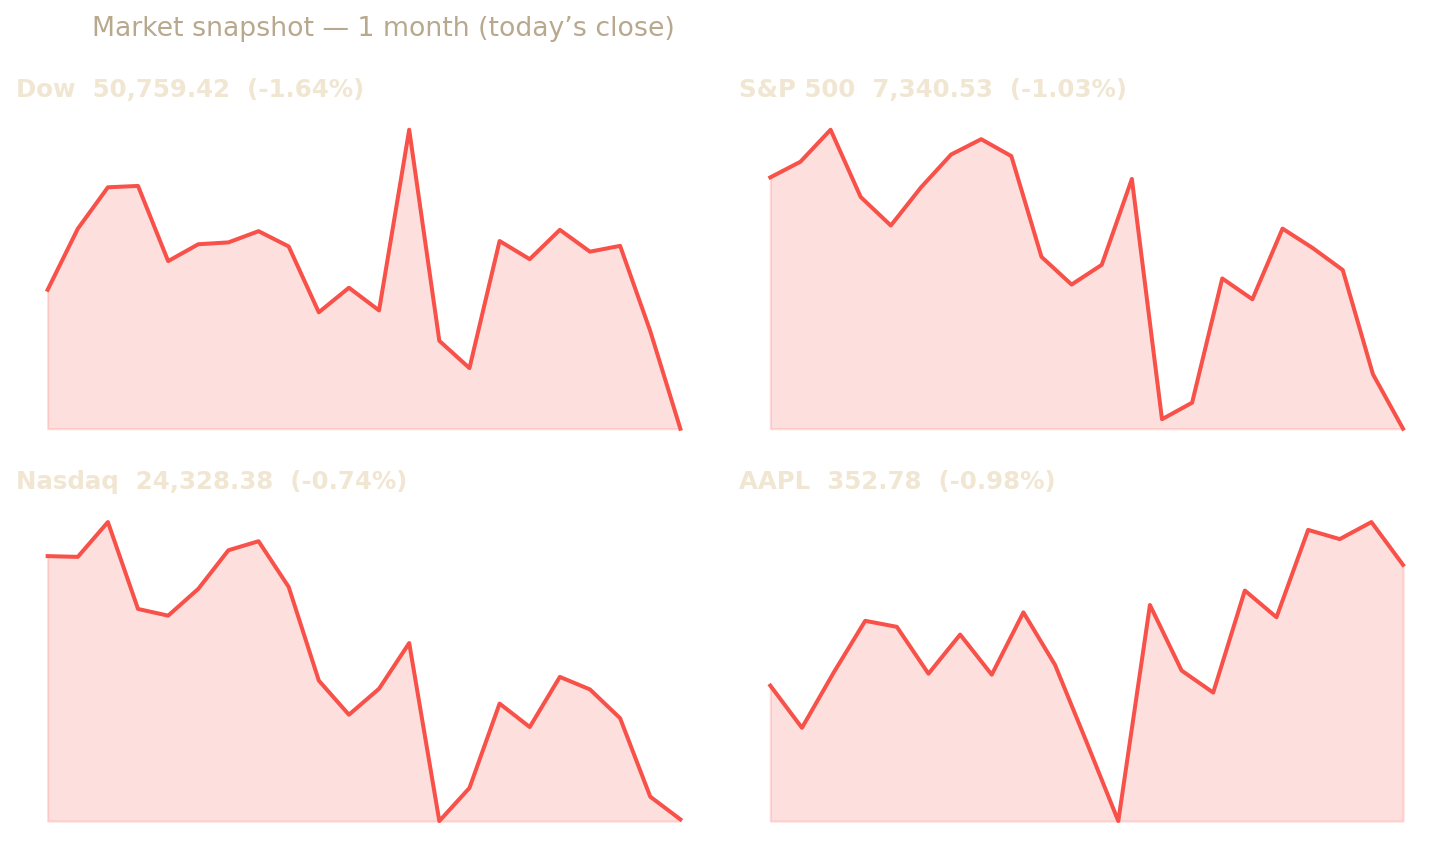 Market snapshot — 1 month (today’s close)
Dow  50,759.42  (-1.64%)
S&P 500  7,340.53  (-1.03%)
Nasdaq  24,328.38  (-0.74%)
AAPL  352.78  (-0.98%)